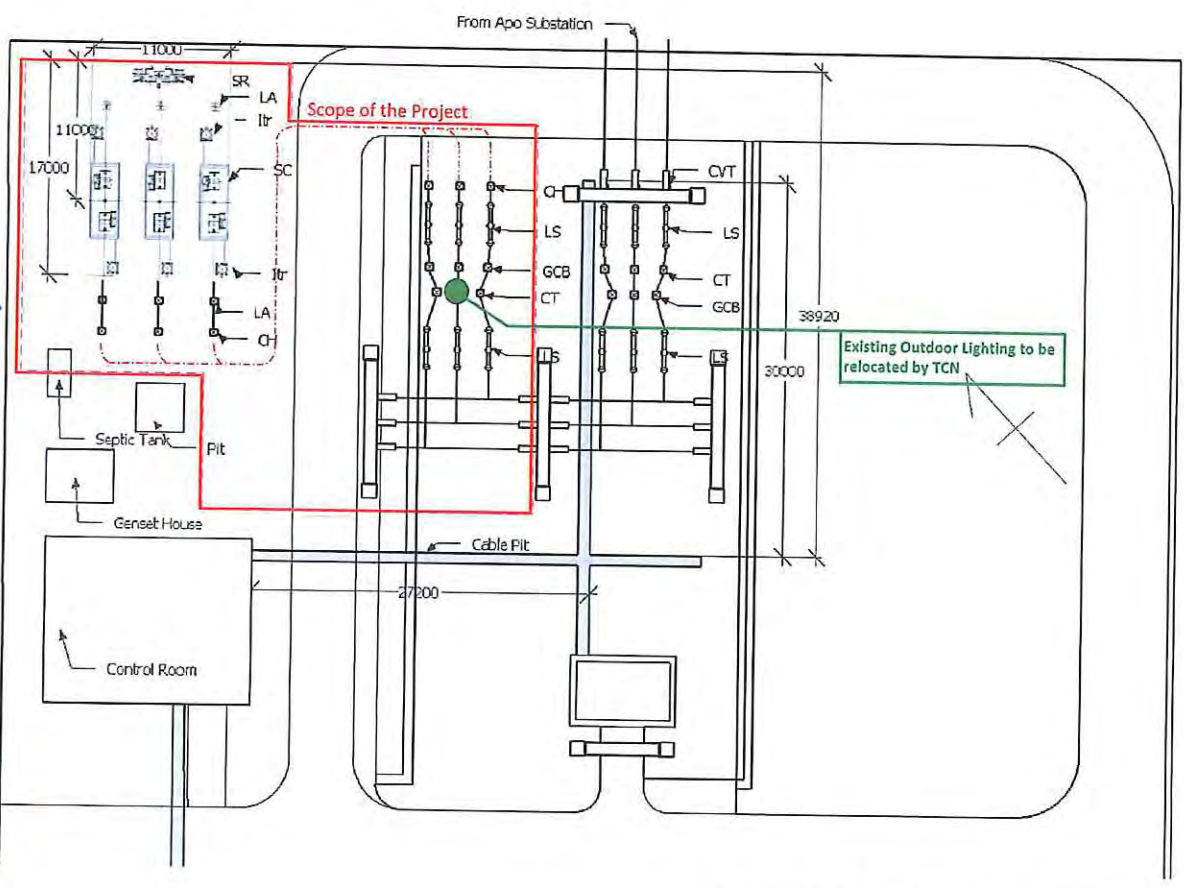 From Apo Substation
11000
SR
LA
Itr
Scope of the Project
11000
17000
SC
CH
CVT
LS
LS
GCB
CT
Itr
CT
GCB
LA
38920
CH
LS
LS
Existing Outdoor Lighting to be
relocated by TCN
30000
Septic Tank
Pit
Genset House
Cable Pit
27200
Control Room